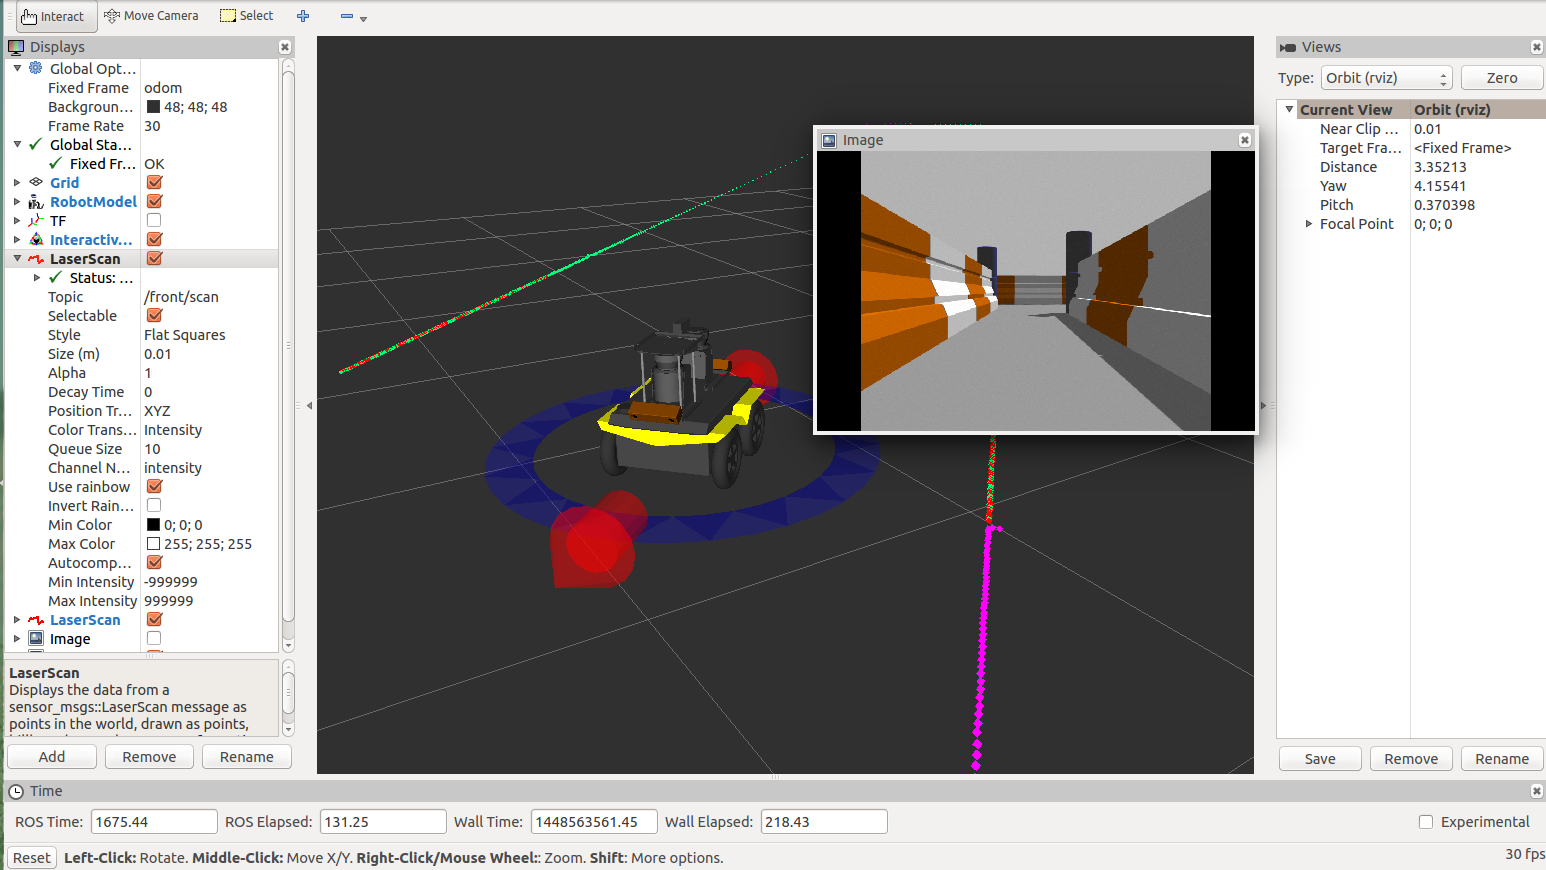 Interact Move Camera Select
Displays
Global Opt...
Fixed Frame odom
Backgroun... 48; 48; 48
Frame Rate 30
Global Sta...
Fixed Fr... OK
Grid
RobotModel
TF
Interactiv...
LaserScan
Status: ...
Topic /front/scan
Selectable
Style Flat Squares
Size (m) 0.01
Alpha 1
Decay Time 0
Position Tr... XYZ
Color Trans... Intensity
Queue Size 10
Channel N... intensity
Use rainbow
Invert Rain...
Min Color 0; 0; 0
Max Color 255; 255; 255
Autocomp...
Min Intensity -999999
Max Intensity 999999
LaserScan
Image
LaserScan
Displays the data from a
sensor_msgs::LaserScan message as
points in the world, drawn as points,
Add Remove Rename
Image
Views
Type: Orbit (rviz) Zero
Current View Orbit (rviz)
Near Clip ... 0.01
Target Fra... <Fixed Frame>
Distance 3.35213
Yaw 4.15541
Pitch 0.370398
Focal Point 0; 0; 0
Save Remove Rename
Time
ROS Time: 1675.44 ROS Elapsed: 131.25 Wall Time: 1448563561.45 Wall Elapsed: 218.43 Experimental
Reset Left-Click: Rotate. Middle-Click: Move X/Y. Right-Click/Mouse Wheel:: Zoom. Shift: More options. 30 fps